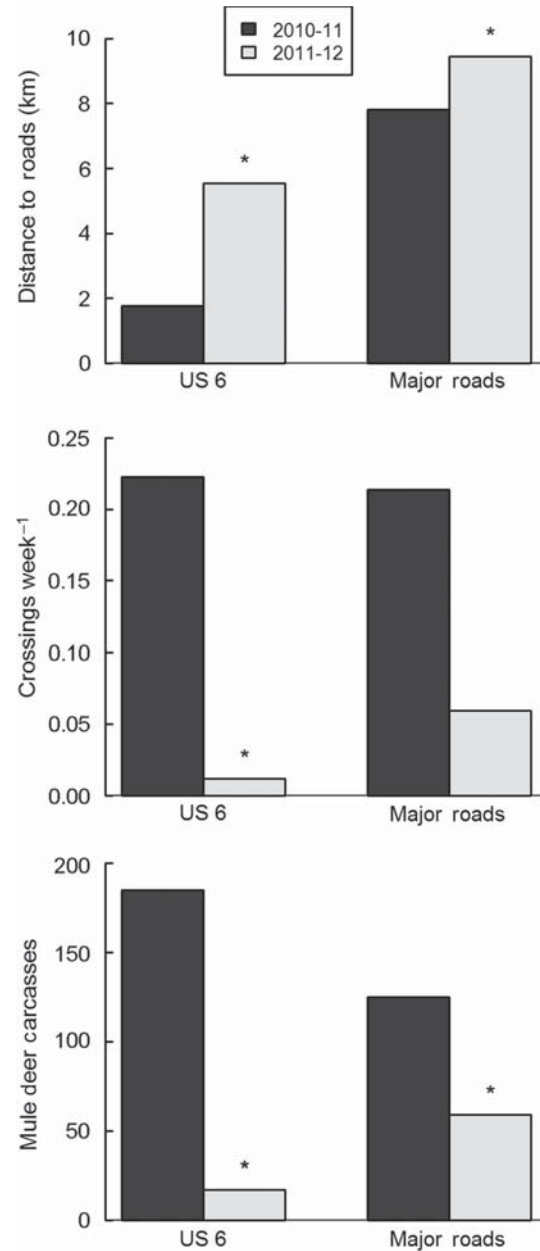 2010-11
2011-12
Distance to roads (km)
10
8
6
4
2
0
*
*
US 6
Major roads
Crossings week⁻¹
0.25
0.20
0.15
0.10
0.05
0.00
*
US 6
Major roads
Mule deer carcasses
200
150
100
50
0
*
*
US 6
Major roads